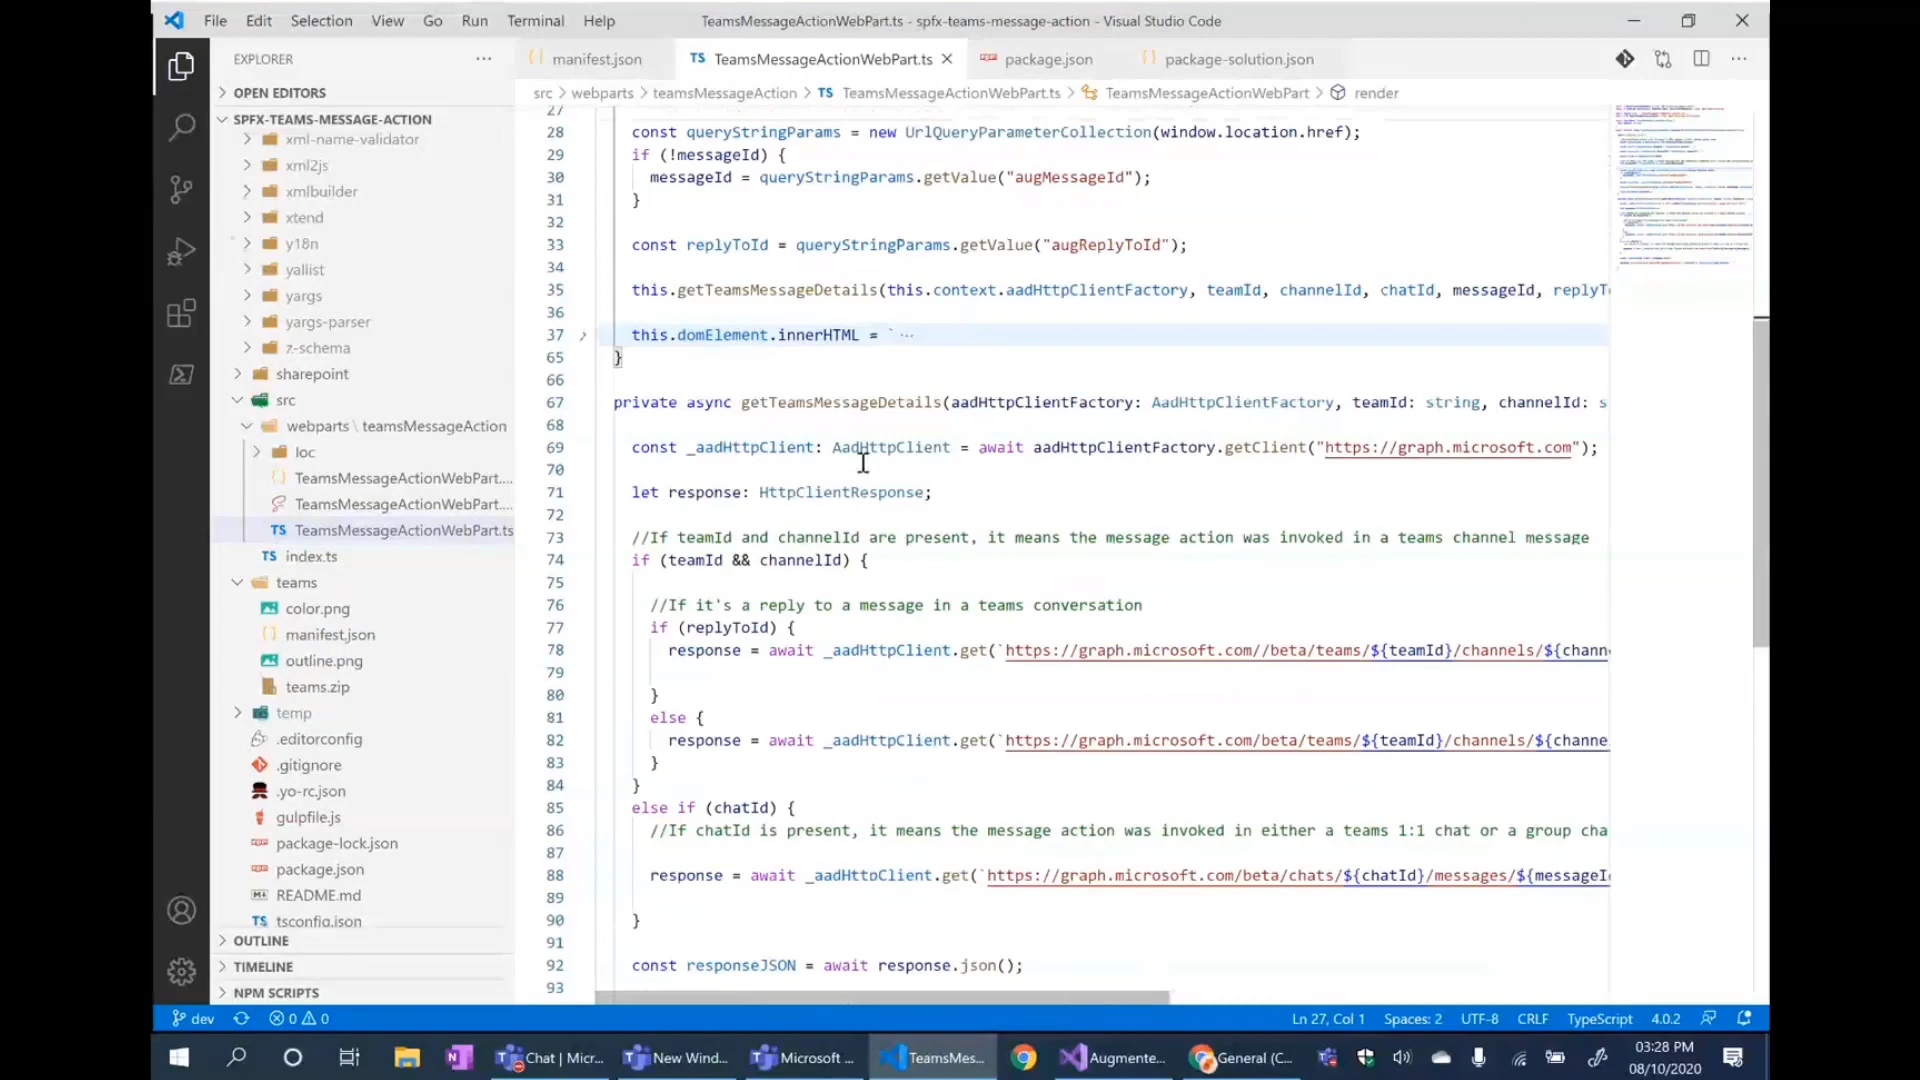 File Edit Selection View Go Run Terminal Help
TeamsMessageActionWebPart.ts - spfx-teams-message-action - Visual Studio Code
EXPLORER
manifest.json
TS TeamsMessageActionWebPart.ts
package.json
package-solution.json
OPEN EDITORS
src > webparts > teamsMessageAction > TS TeamsMessageActionWebPart.ts > TeamsMessageActionWebPart > render
SPFX-TEAMS-MESSAGE-ACTION
xml-name-validator
xml2js
xmlbuilder
xtend
y18n
yallist
yargs
yargs-parser
z-schema
sharepoint
src
webparts \ teamsMessageAction
loc
TeamsMessageActionWebPart....
TeamsMessageActionWebPart....
TS TeamsMessageActionWebPart.ts
TS index.ts
teams
color.png
manifest.json
outline.png
teams.zip
temp
.editorconfig
.gitignore
.yo-rc.json
gulpfile.js
package-lock.json
package.json
README.md
TS tsconfig.json
OUTLINE
TIMELINE
NPM SCRIPTS
27
28 const queryStringParams = new UrlQueryParameterCollection(window.location.href);
29 if (!messageId) {
30 messageId = queryStringParams.getValue("augMessageId");
31 }
32
33 const replyToId = queryStringParams.getValue("augReplyToId");
34
35 this.getTeamsMessageDetails(this.context.aadHttpClientFactory, teamId, channelId, chatId, messageId, replyT
36
37 this.domElement.innerHTML = ` ...
65 }
66
67 private async getTeamsMessageDetails(aadHttpClientFactory: AadHttpClientFactory, teamId: string, channelId: s
68
69 const _aadHttpClient: AadHttpClient = await aadHttpClientFactory.getClient("https://graph.microsoft.com");
70
71 let response: HttpClientResponse;
72
73 //If teamId and channelId are present, it means the message action was invoked in a teams channel message
74 if (teamId && channelId) {
75
76 //If it's a reply to a message in a teams conversation
77 if (replyToId) {
78 response = await _aadHttpClient.get(`https://graph.microsoft.com//beta/teams/${teamId}/channels/${chann
79
80 }
81 else {
82 response = await _aadHttpClient.get(`https://graph.microsoft.com/beta/teams/${teamId}/channels/${channe
83 }
84 }
85 else if (chatId) {
86 //If chatId is present, it means the message action was invoked in either a teams 1:1 chat or a group cha
87
88 response = await _aadHttpClient.get(`https://graph.microsoft.com/beta/chats/${chatId}/messages/${messageI
89
90 }
91
92 const responseJSON = await response.json();
93
dev
0 0
Ln 27, Col 1 Spaces: 2 UTF-8 CRLF TypeScript 4.0.2
Chat | Micr...
New Wind...
Microsoft ...
TeamsMes...
Augmente...
General (C...
03:28 PM
08/10/2020